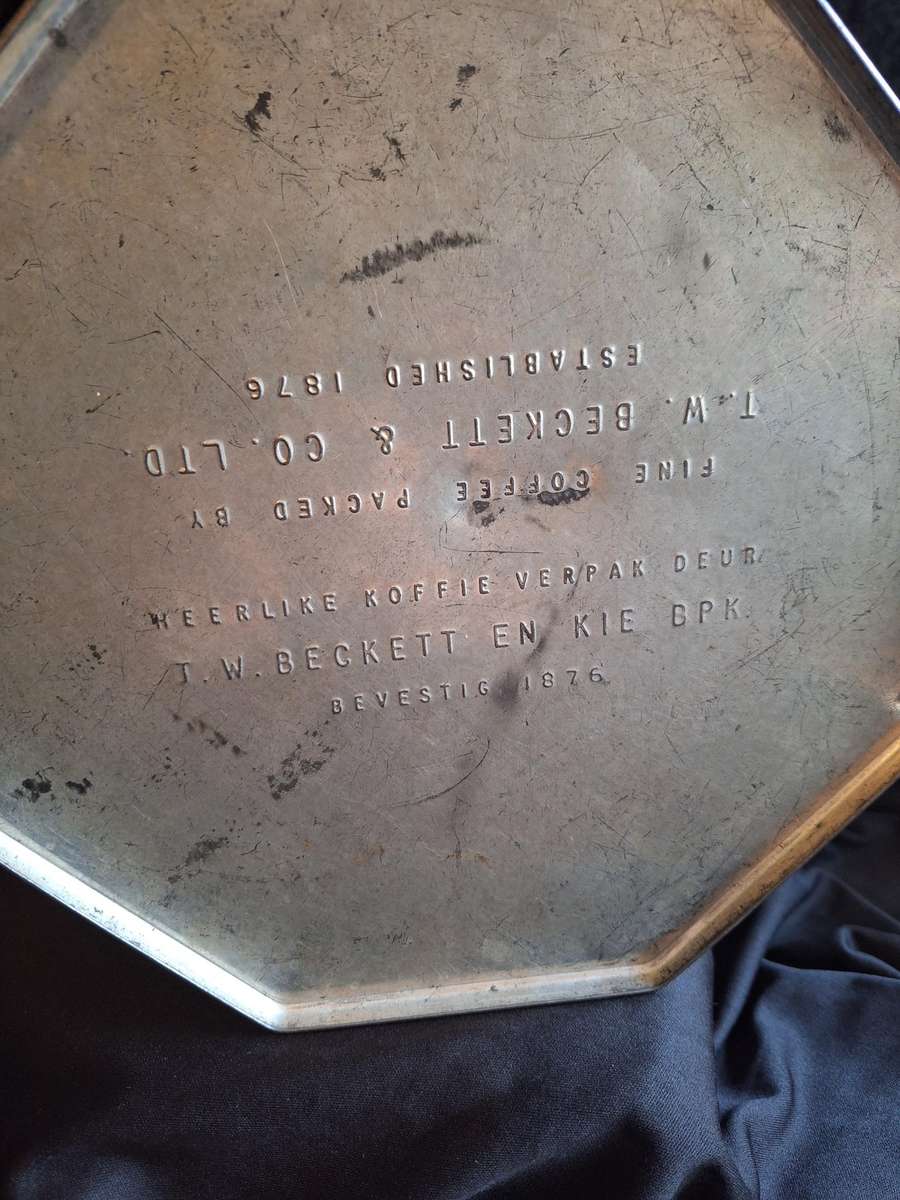 FINE COFFEE PACKED BY
T. W. BECKETT & CO. LTD.
ESTABLISHED 1876
HEERLIKE KOFFIE VERPAK DEUR
T. W. BECKETT EN KIE BPK.
BEVESTIG 1876